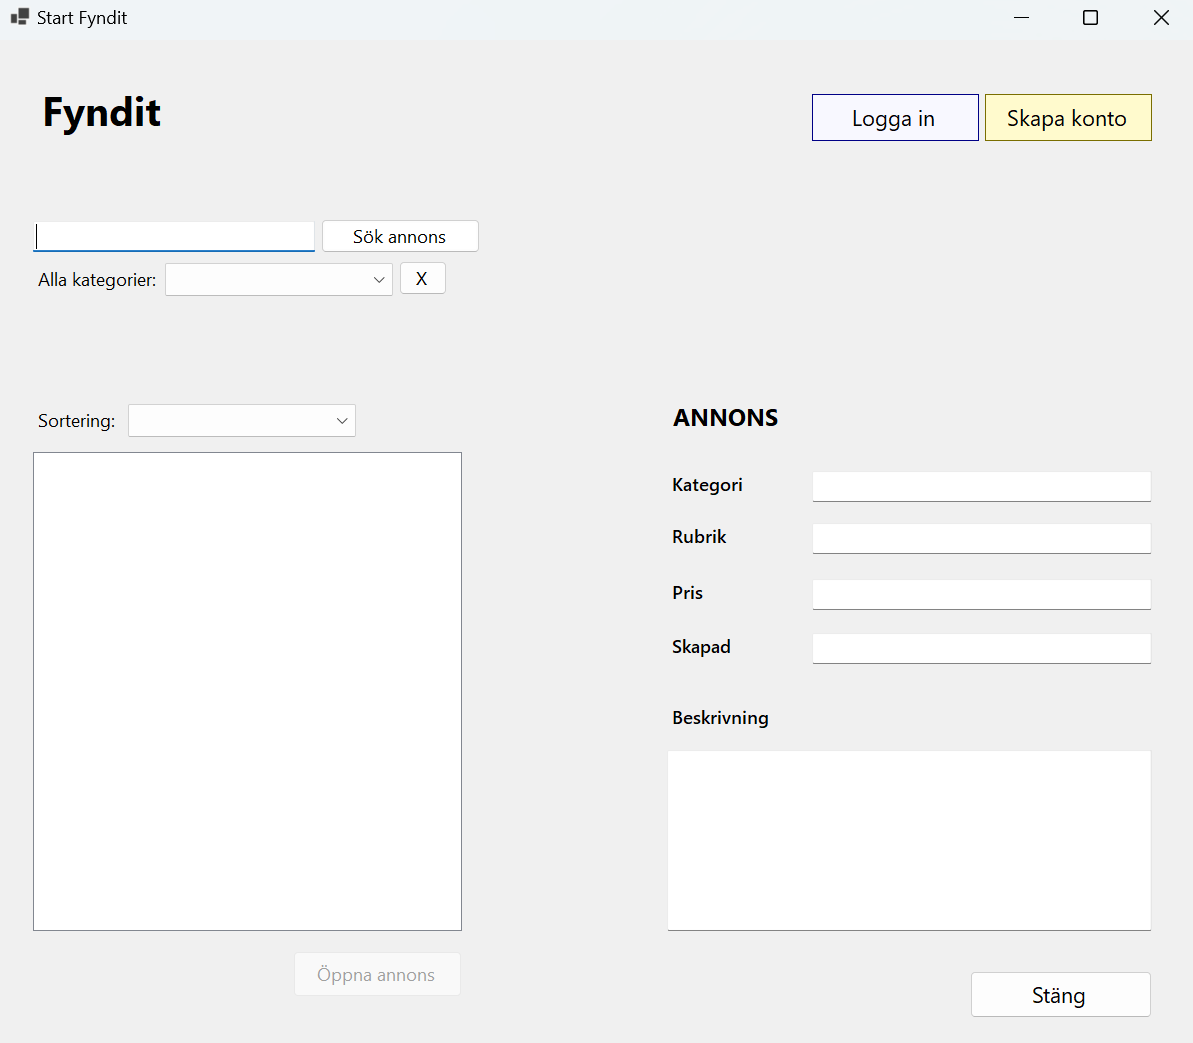 Start Fyndit
Fyndit
Logga in
Skapa konto
Sök annons
Alla kategorier:
X
Sortering:
ANNONS
Kategori
Rubrik
Pris
Skapad
Beskrivning
Öppna annons
Stäng